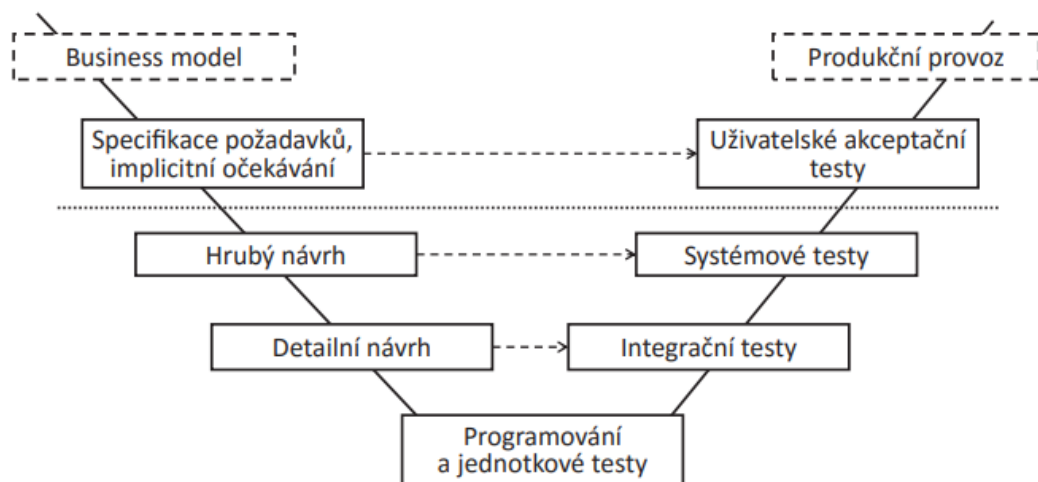 Business model
Produkční provoz
Specifikace požadavků,
implicitní očekávání
Uživatelské akceptační
testy
Hrubý návrh
Systémové testy
Detailní návrh
Integrační testy
Programování
a jednotkové testy